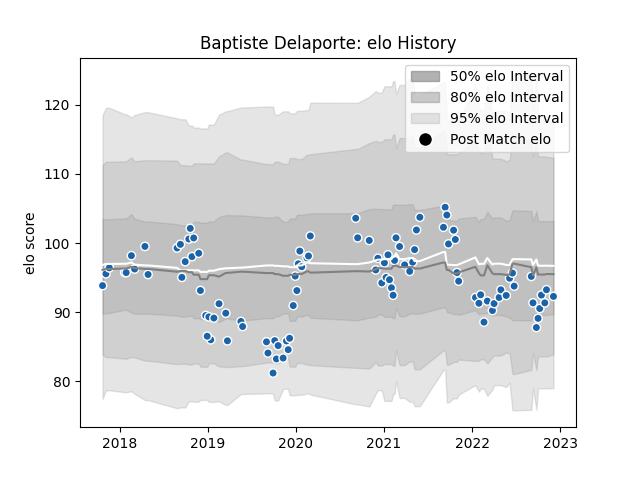 Baptiste Delaporte: elo History
50% elo Interval
80% elo Interval
95% elo Interval
Post Match elo
elo score
120
110
100
90
80
2018 2019 2020 2021 2022 2023